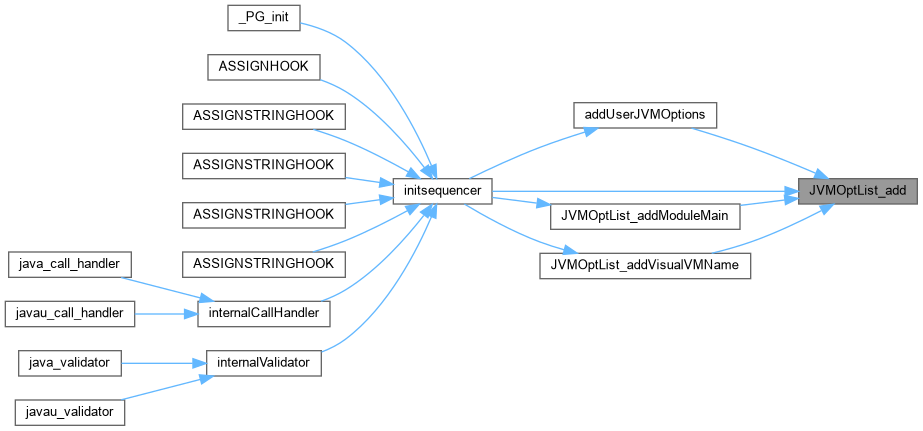 _PG_init
ASSIGNHOOK
ASSIGNSTRINGHOOK
addUserJVMOptions
ASSIGNSTRINGHOOK
initsequencer
JVMOptList_add
ASSIGNSTRINGHOOK
JVMOptList_addModuleMain
ASSIGNSTRINGHOOK
JVMOptList_addVisualVMName
java_call_handler
javau_call_handler
internalCallHandler
java_validator
internalValidator
javau_validator